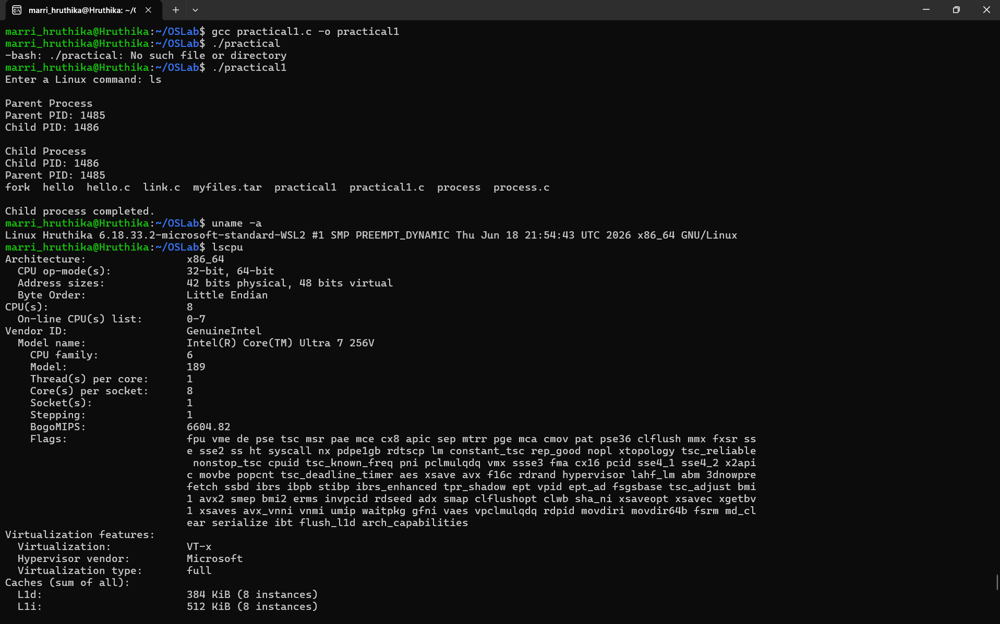 marri_hruthika@Hruthika: ~/(
marri_hruthika@Hruthika:~/OSLab$ gcc practical1.c -o practical1
marri_hruthika@Hruthika:~/OSLab$ ./practical
-bash: ./practical: No such file or directory
marri_hruthika@Hruthika:~/OSLab$ ./practical1
Enter a Linux command: ls
Parent Process
Parent PID: 1485
Child PID: 1486
Child Process
Child PID: 1486
Parent PID: 1485
fork  hello  hello.c  link.c  myfiles.tar  practical1  practical1.c  process  process.c
Child process completed.
marri_hruthika@Hruthika:~/OSLab$ uname -a
Linux Hruthika 6.18.33.2-microsoft-standard-WSL2 #1 SMP PREEMPT_DYNAMIC Thu Jun 18 21:54:43 UTC 2026 x86_64 GNU/Linux
marri_hruthika@Hruthika:~/OSLab$ lscpu
Architecture:                x86_64
  CPU op-mode(s):            32-bit, 64-bit
  Address sizes:             42 bits physical, 48 bits virtual
  Byte Order:                Little Endian
CPU(s):                      8
  On-line CPU(s) list:       0-7
Vendor ID:                   GenuineIntel
  Model name:                Intel(R) Core(TM) Ultra 7 256V
    CPU family:              6
    Model:                   189
    Thread(s) per core:      1
    Core(s) per socket:      8
    Socket(s):               1
    Stepping:                1
    BogoMIPS:                6604.82
    Flags:                   fpu vme de pse tsc msr pae mce cx8 apic sep mtrr pge mca cmov pat pse36 clflush mmx fxsr ss
                             e sse2 ss ht syscall nx pdpe1gb rdtscp lm constant_tsc rep_good nopl xtopology tsc_reliable
                              nonstop_tsc cpuid tsc_known_freq pni pclmulqdq vmx ssse3 fma cx16 pcid sse4_1 sse4_2 x2api
                             c movbe popcnt tsc_deadline_timer aes xsave avx f16c rdrand hypervisor lahf_lm abm 3dnowpre
                             fetch ssbd ibrs ibpb stibp ibrs_enhanced tpr_shadow ept vpid ept_ad fsgsbase tsc_adjust bmi
                             1 avx2 smep bmi2 erms invpcid rdseed adx smap clflushopt clwb sha_ni xsaveopt xsavec xgetbv
                             1 xsaves avx_vnni vnmi umip waitpkg gfni vaes vpclmulqdq rdpid movdiri movdir64b fsrm md_cl
                             ear serialize ibt flush_l1d arch_capabilities
Virtualization features:
  Virtualization:            VT-x
  Hypervisor vendor:         Microsoft
  Virtualization type:       full
Caches (sum of all):
  L1d:                       384 KiB (8 instances)
  L1i:                       512 KiB (8 instances)